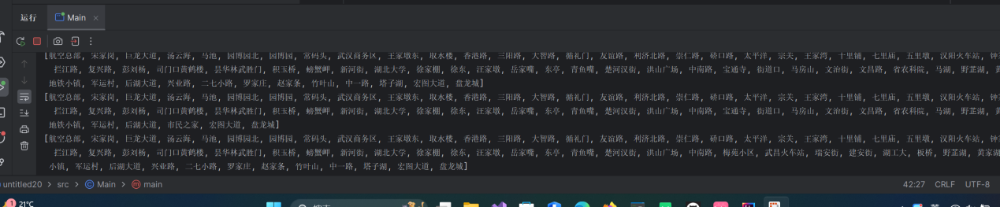 运行 Main ×
[航空总部, 宋家岗, 巨龙大道, 汤云海, 马池, 园博园北, 园博园, 常码头, 武汉商务区, 王家墩东, 取水楼, 香港路, 三阳路, 大智路, 循礼门, 友谊路, 利济北路, 崇仁路, 硚口路, 太平洋, 宗关, 王家湾, 十里铺, 七里庙, 五里墩, 汉阳火车站,
拦江路, 复兴路, 彭刘杨, 司门口黄鹤楼, 昙华林武胜门, 积玉桥, 螃蟹岬, 新河街, 湖北大学, 徐家棚, 徐东, 汪家墩, 岳家嘴, 东亭, 青鱼嘴, 楚河汉街, 洪山广场, 中南路, 宝通寺, 街道口, 马房山, 文治街, 文昌路, 省农科院, 马湖, 野芷湖,
地铁小镇, 军运村, 后湖大道, 兴业路, 二七小路, 罗家庄, 赵家条, 竹叶山, 中一路, 塔子湖, 宏图大道, 盘龙城]
[航空总部, 宋家岗, 巨龙大道, 汤云海, 马池, 园博园北, 园博园, 常码头, 武汉商务区, 王家墩东, 取水楼, 香港路, 三阳路, 大智路, 循礼门, 友谊路, 利济北路, 崇仁路, 硚口路, 太平洋, 宗关, 王家湾, 十里铺, 七里庙, 五里墩, 汉阳火车站,
拦江路, 复兴路, 彭刘杨, 司门口黄鹤楼, 昙华林武胜门, 积玉桥, 螃蟹岬, 新河街, 湖北大学, 徐家棚, 徐东, 汪家墩, 岳家嘴, 东亭, 青鱼嘴, 楚河汉街, 洪山广场, 中南路, 宝通寺, 街道口, 马房山, 文治街, 文昌路, 省农科院, 马湖, 野芷湖,
地铁小镇, 军运村, 后湖大道, 市民之家, 宏图大道, 盘龙城]
[航空总部, 宋家岗, 巨龙大道, 汤云海, 马池, 园博园北, 园博园, 常码头, 武汉商务区, 王家墩东, 取水楼, 香港路, 三阳路, 大智路, 循礼门, 友谊路, 利济北路, 崇仁路, 硚口路, 太平洋, 宗关, 王家湾, 十里铺, 七里庙, 五里墩, 汉阳火车站,
拦江路, 复兴路, 彭刘杨, 司门口黄鹤楼, 昙华林武胜门, 积玉桥, 螃蟹岬, 新河街, 湖北大学, 徐家棚, 徐东, 汪家墩, 岳家嘴, 东亭, 青鱼嘴, 楚河汉街, 洪山广场, 中南路, 梅苑小区, 武昌火车站, 瑞安街, 建安街, 湖工大, 板桥, 野芷湖, 黄家湖
小镇, 军运村, 后湖大道, 兴业路, 二七小路, 罗家庄, 赵家条, 竹叶山, 中一路, 塔子湖, 宏图大道, 盘龙城]
untitled20 > src > Main > main 42:27 CRLF UTF-8
21°C